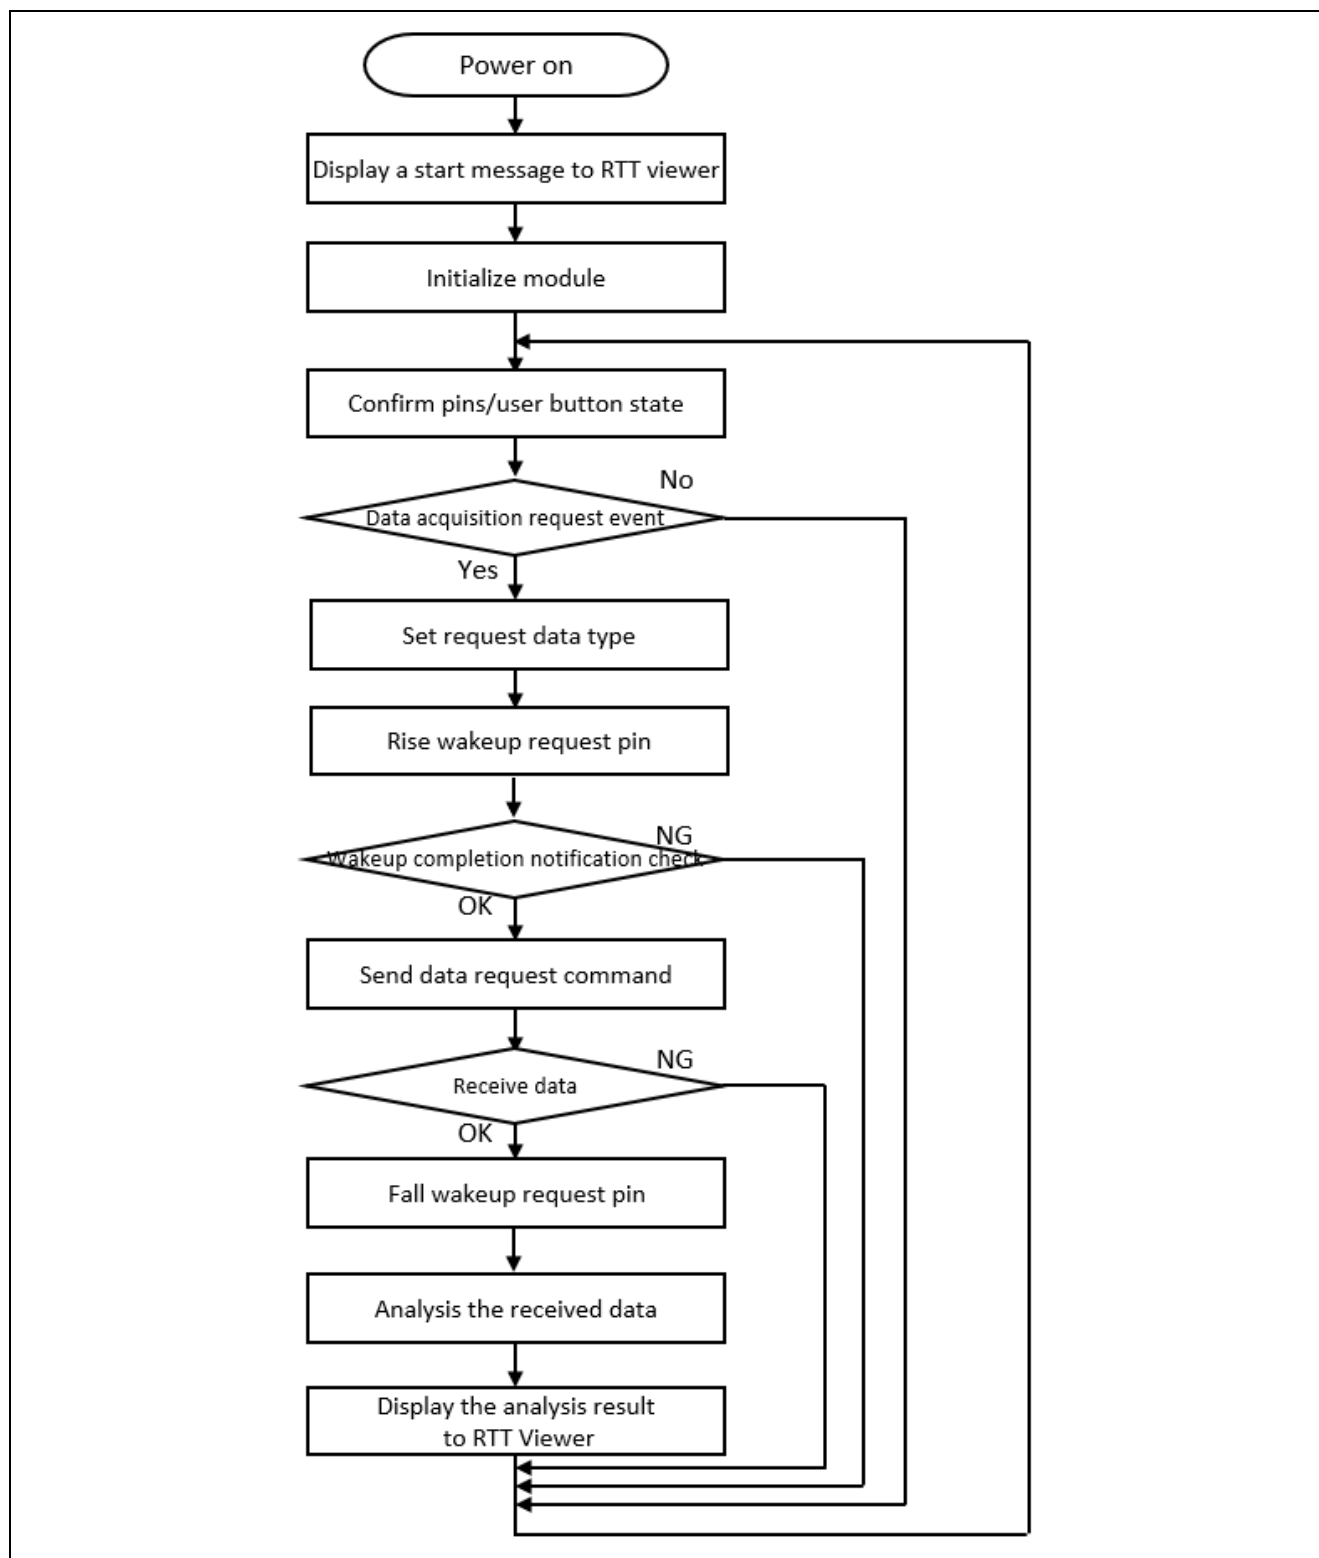 Power on
Display a start message to RTT viewer
Initialize module
Confirm pins/user button state
No
Data acquisition request event
Yes
Set request data type
Rise wakeup request pin
NG
Wakeup completion notification check
OK
Send data request command
NG
Receive data
OK
Fall wakeup request pin
Analysis the received data
Display the analysis result
to RTT Viewer